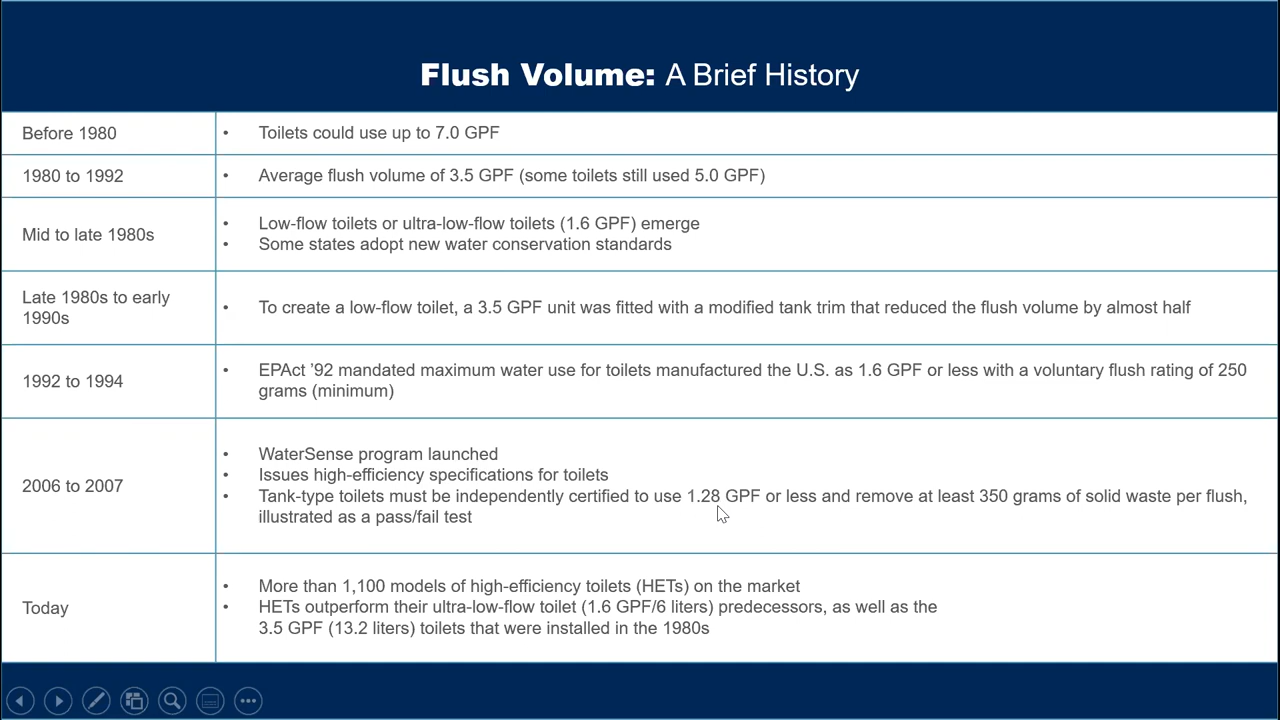 Flush Volume: A Brief History
Before 1980
• Toilets could use up to 7.0 GPF
1980 to 1992
• Average flush volume of 3.5 GPF (some toilets still used 5.0 GPF)
Mid to late 1980s
• Low-flow toilets or ultra-low-flow toilets (1.6 GPF) emerge
• Some states adopt new water conservation standards
Late 1980s to early
1990s
• To create a low-flow toilet, a 3.5 GPF unit was fitted with a modified tank trim that reduced the flush volume by almost half
1992 to 1994
• EPAct ’92 mandated maximum water use for toilets manufactured the U.S. as 1.6 GPF or less with a voluntary flush rating of 250
grams (minimum)
2006 to 2007
• WaterSense program launched
• Issues high-efficiency specifications for toilets
• Tank-type toilets must be independently certified to use 1.28 GPF or less and remove at least 350 grams of solid waste per flush,
illustrated as a pass/fail test
Today
• More than 1,100 models of high-efficiency toilets (HETs) on the market
• HETs outperform their ultra-low-flow toilet (1.6 GPF/6 liters) predecessors, as well as the
3.5 GPF (13.2 liters) toilets that were installed in the 1980s